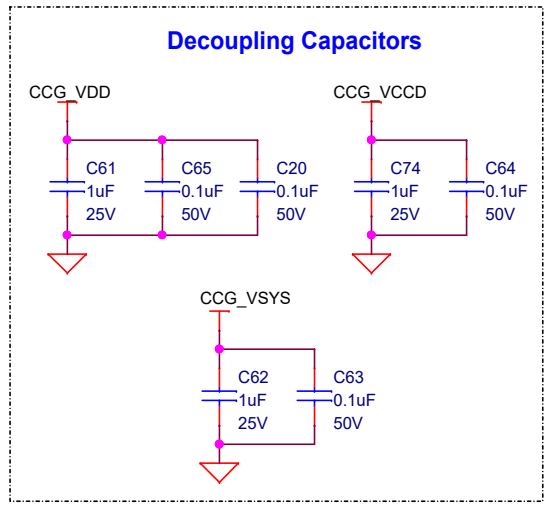 Decoupling Capacitors
CCG_VDD
CCG_VCCD
C61
1uF
25V
C65
0.1uF
50V
C20
0.1uF
50V
C74
1uF
25V
C64
0.1uF
50V
CCG_VSYS
C62
1uF
25V
C63
0.1uF
50V